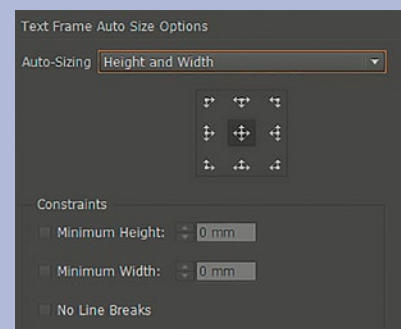 Text Frame Auto Size Options
Auto-Sizing Height and Width
Constraints
Minimum Height: 0 mm
Minimum Width: 0 mm
No Line Breaks